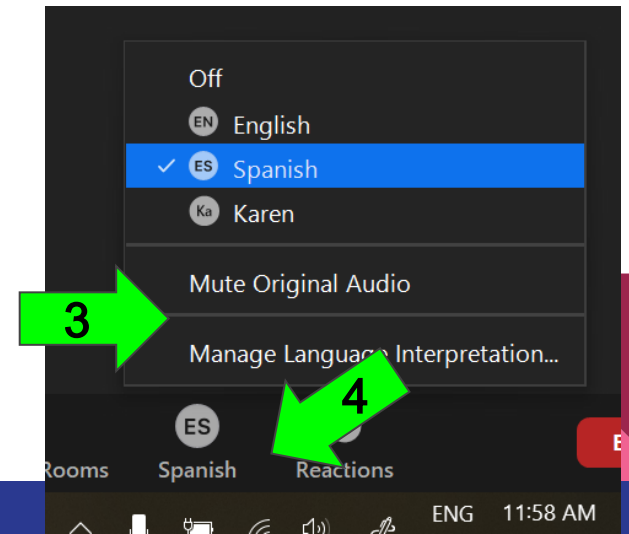 Off
EN English
ES Spanish
Ka Karen
Mute Original Audio
3
Manage Language Interpretation...
4
ES
Rooms Spanish Reactions
E
ENG 11:58 AM